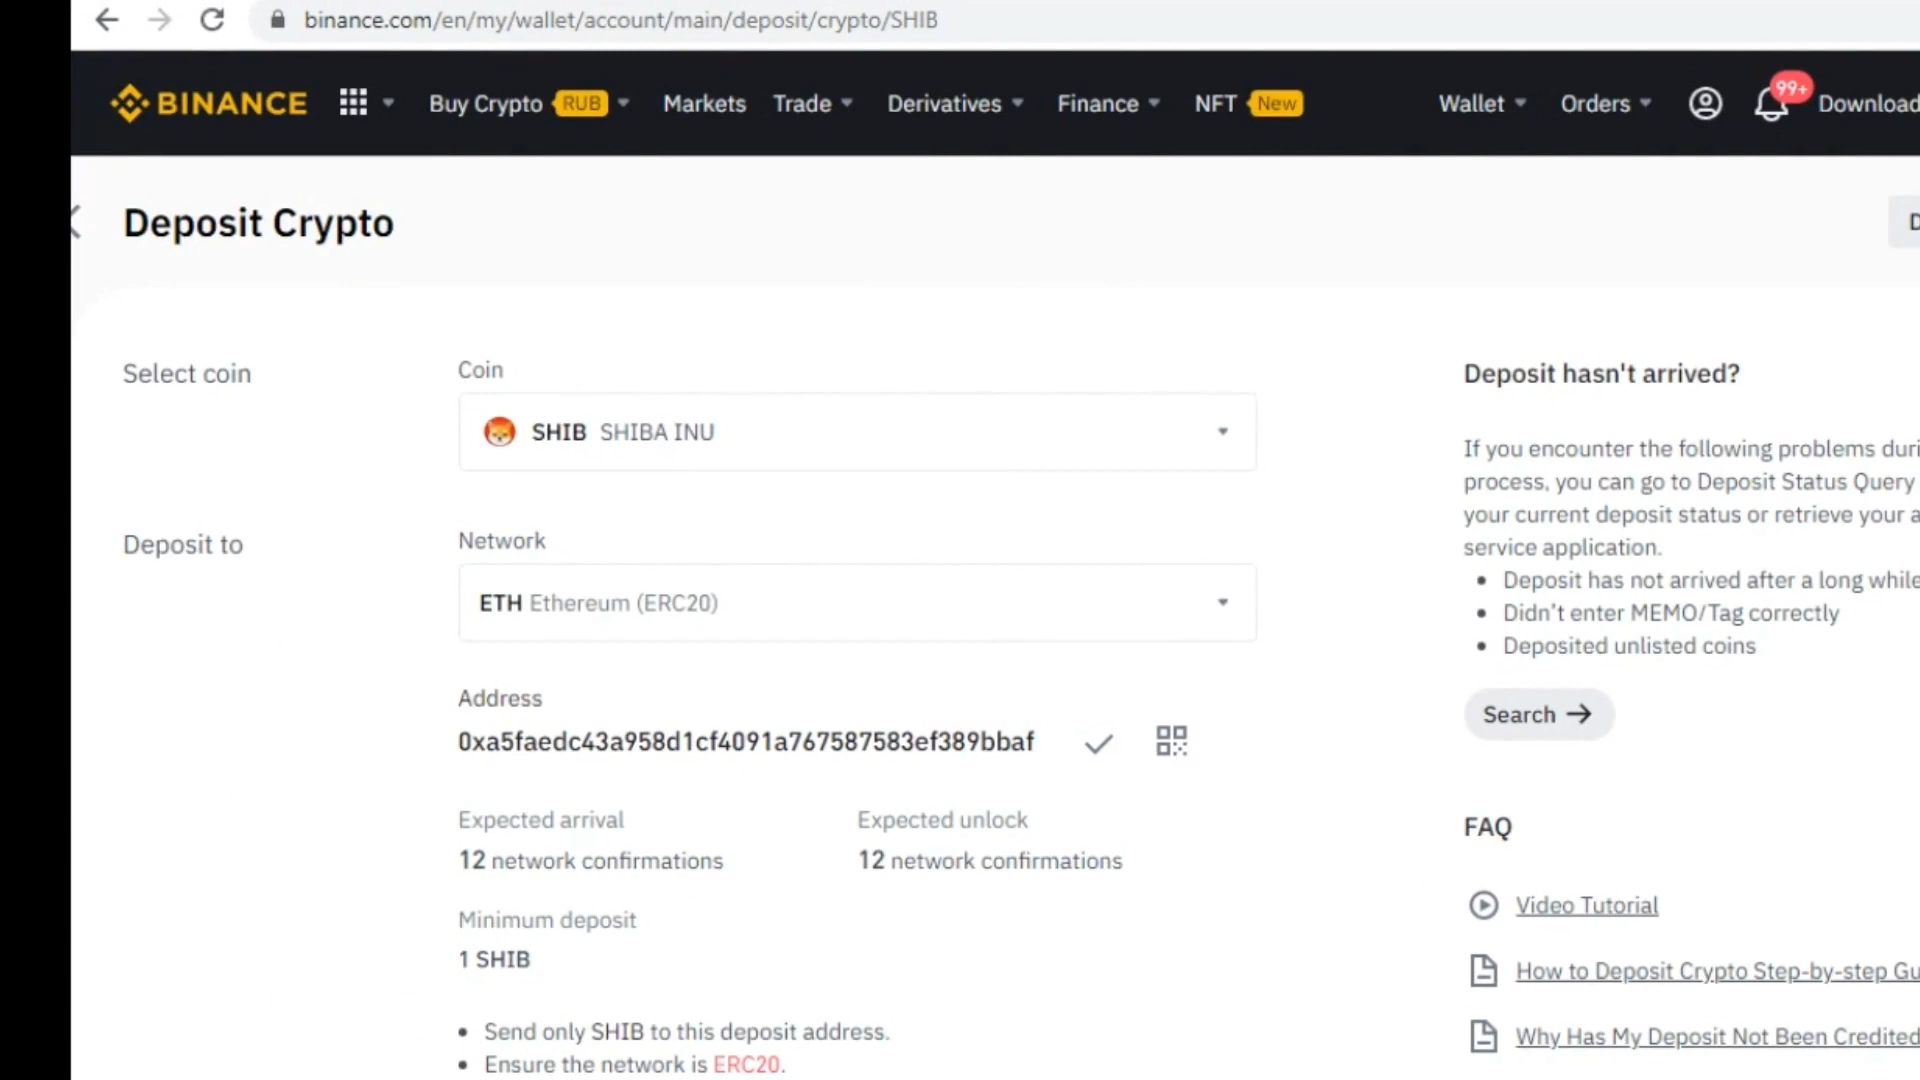 binance.com/en/my/wallet/account/main/deposit/crypto/SHIB
BINANCE Buy Crypto RUB Markets Trade Derivatives Finance NFT New Wallet Orders 99+ Download
Deposit Crypto
D
Select coin
Coin
SHIB SHIBA INU
Deposit to
Network
ETH Ethereum (ERC20)
Address
0xa5faedc43a958d1cf4091a767587583ef389bbaf
Expected arrival
12 network confirmations
Expected unlock
12 network confirmations
Minimum deposit
1 SHIB
• Send only SHIB to this deposit address.
• Ensure the network is ERC20.
Deposit hasn't arrived?
If you encounter the following problems duri
process, you can go to Deposit Status Query
your current deposit status or retrieve your a
service application.
• Deposit has not arrived after a long while
• Didn't enter MEMO/Tag correctly
• Deposited unlisted coins
Search →
FAQ
Video Tutorial
How to Deposit Crypto Step-by-step Gu
Why Has My Deposit Not Been Credited